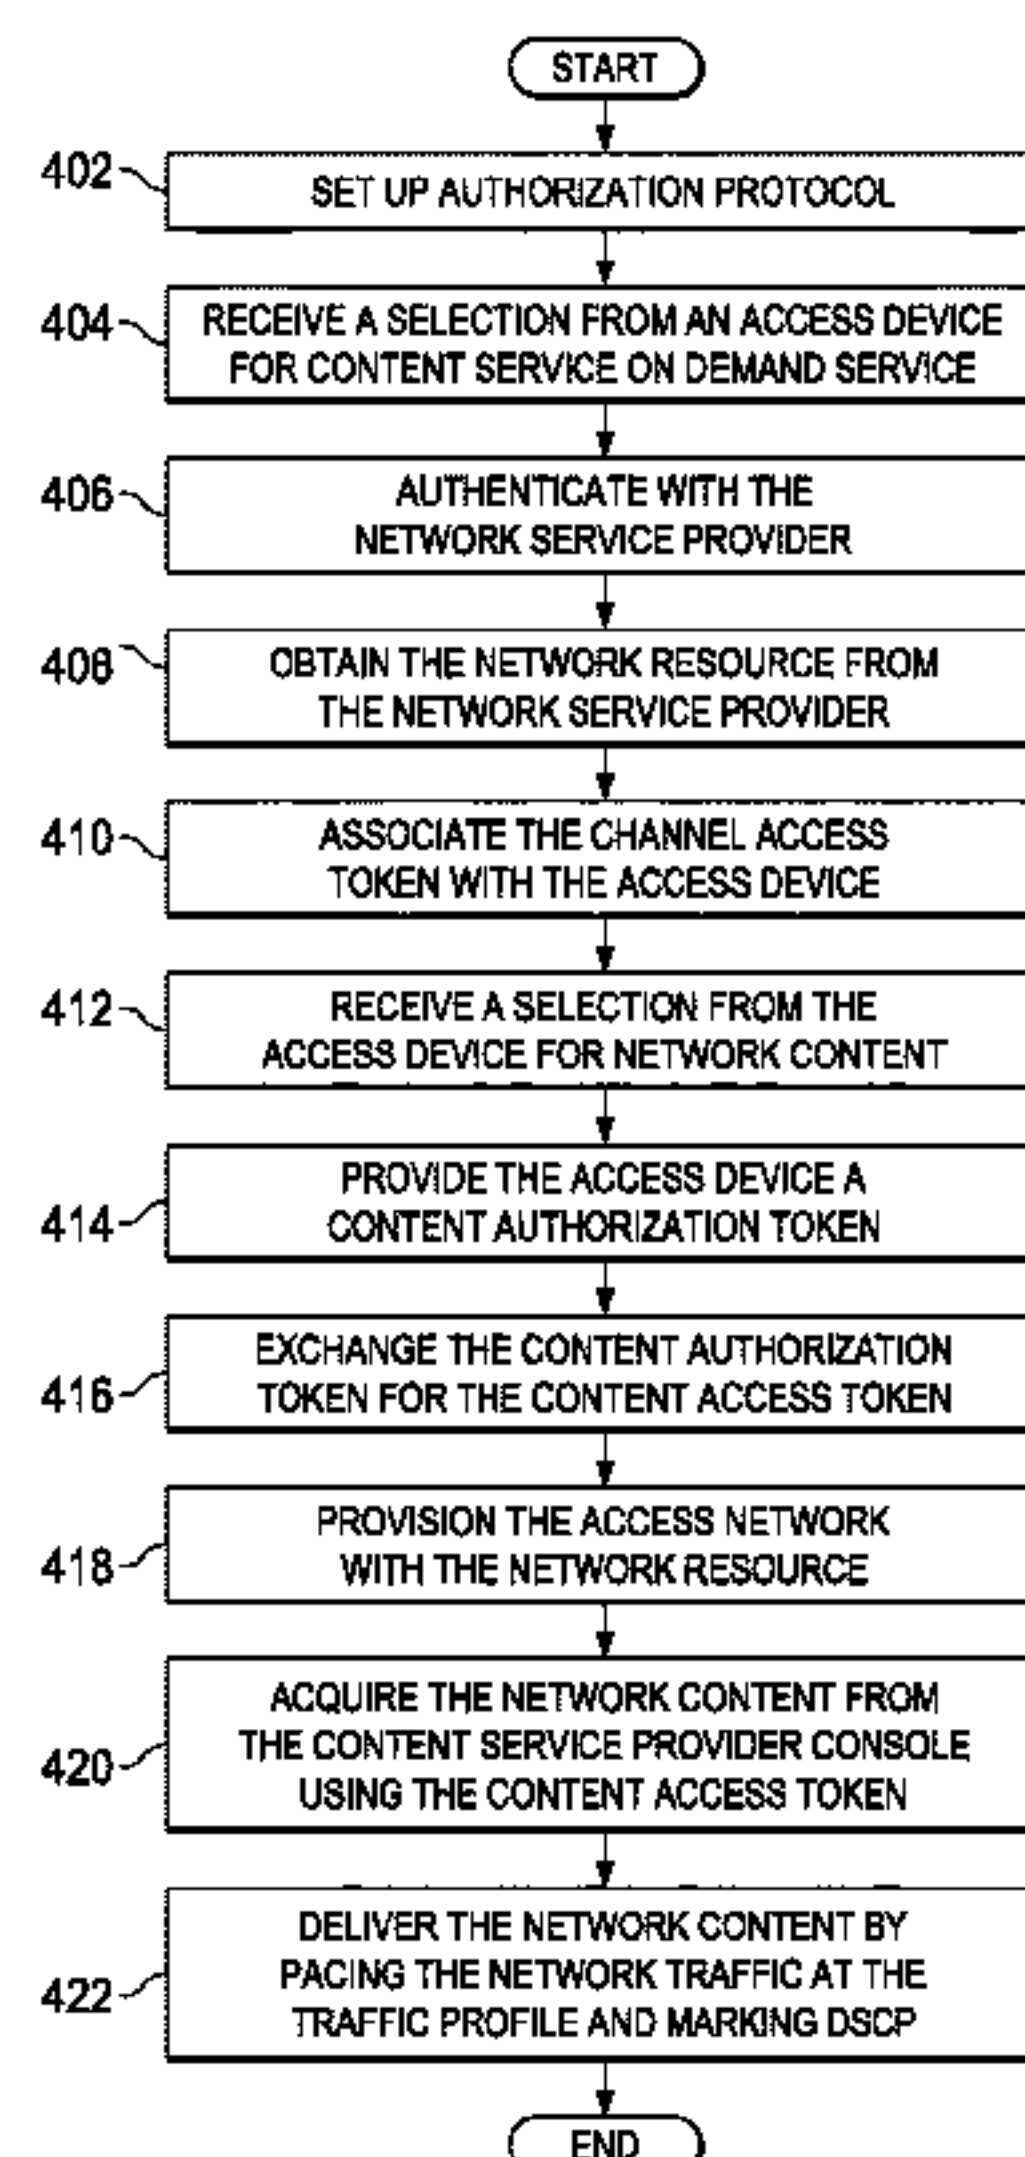 START
402
SET UP AUTHORIZATION PROTOCOL
404
RECEIVE A SELECTION FROM AN ACCESS DEVICE
FOR CONTENT SERVICE ON DEMAND SERVICE
406
AUTHENTICATE WITH THE
NETWORK SERVICE PROVIDER
408
OBTAIN THE NETWORK RESOURCE FROM
THE NETWORK SERVICE PROVIDER
410
ASSOCIATE THE CHANNEL ACCESS
TOKEN WITH THE ACCESS DEVICE
412
RECEIVE A SELECTION FROM THE
ACCESS DEVICE FOR NETWORK CONTENT
414
PROVIDE THE ACCESS DEVICE A
CONTENT AUTHORIZATION TOKEN
416
EXCHANGE THE CONTENT AUTHORIZATION
TOKEN FOR THE CONTENT ACCESS TOKEN
418
PROVISION THE ACCESS NETWORK
WITH THE NETWORK RESOURCE
420
ACQUIRE THE NETWORK CONTENT FROM
THE CONTENT SERVICE PROVIDER CONSOLE
USING THE CONTENT ACCESS TOKEN
422
DELIVER THE NETWORK CONTENT BY
PACING THE NETWORK TRAFFIC AT THE
TRAFFIC PROFILE AND MARKING DSCP
END